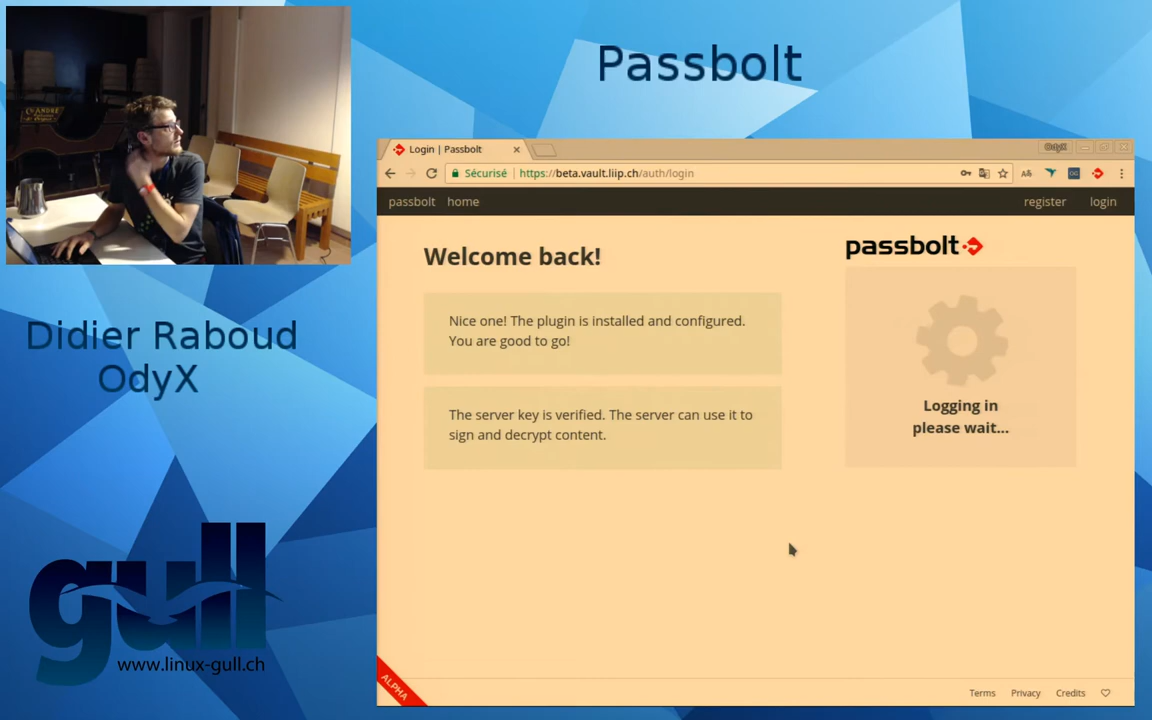 Passbolt
Didier Raboud
OdyX
gull
www.linux-gull.ch
Login | Passbolt
OdyX
Sécurisé
https://beta.vault.liip.ch/auth/login
passbolt
home
register
login
Welcome back!
Nice one! The plugin is installed and configured.
You are good to go!
The server key is verified. The server can use it to
sign and decrypt content.
passbolt
Logging in
please wait...
ALPHA
Terms
Privacy
Credits